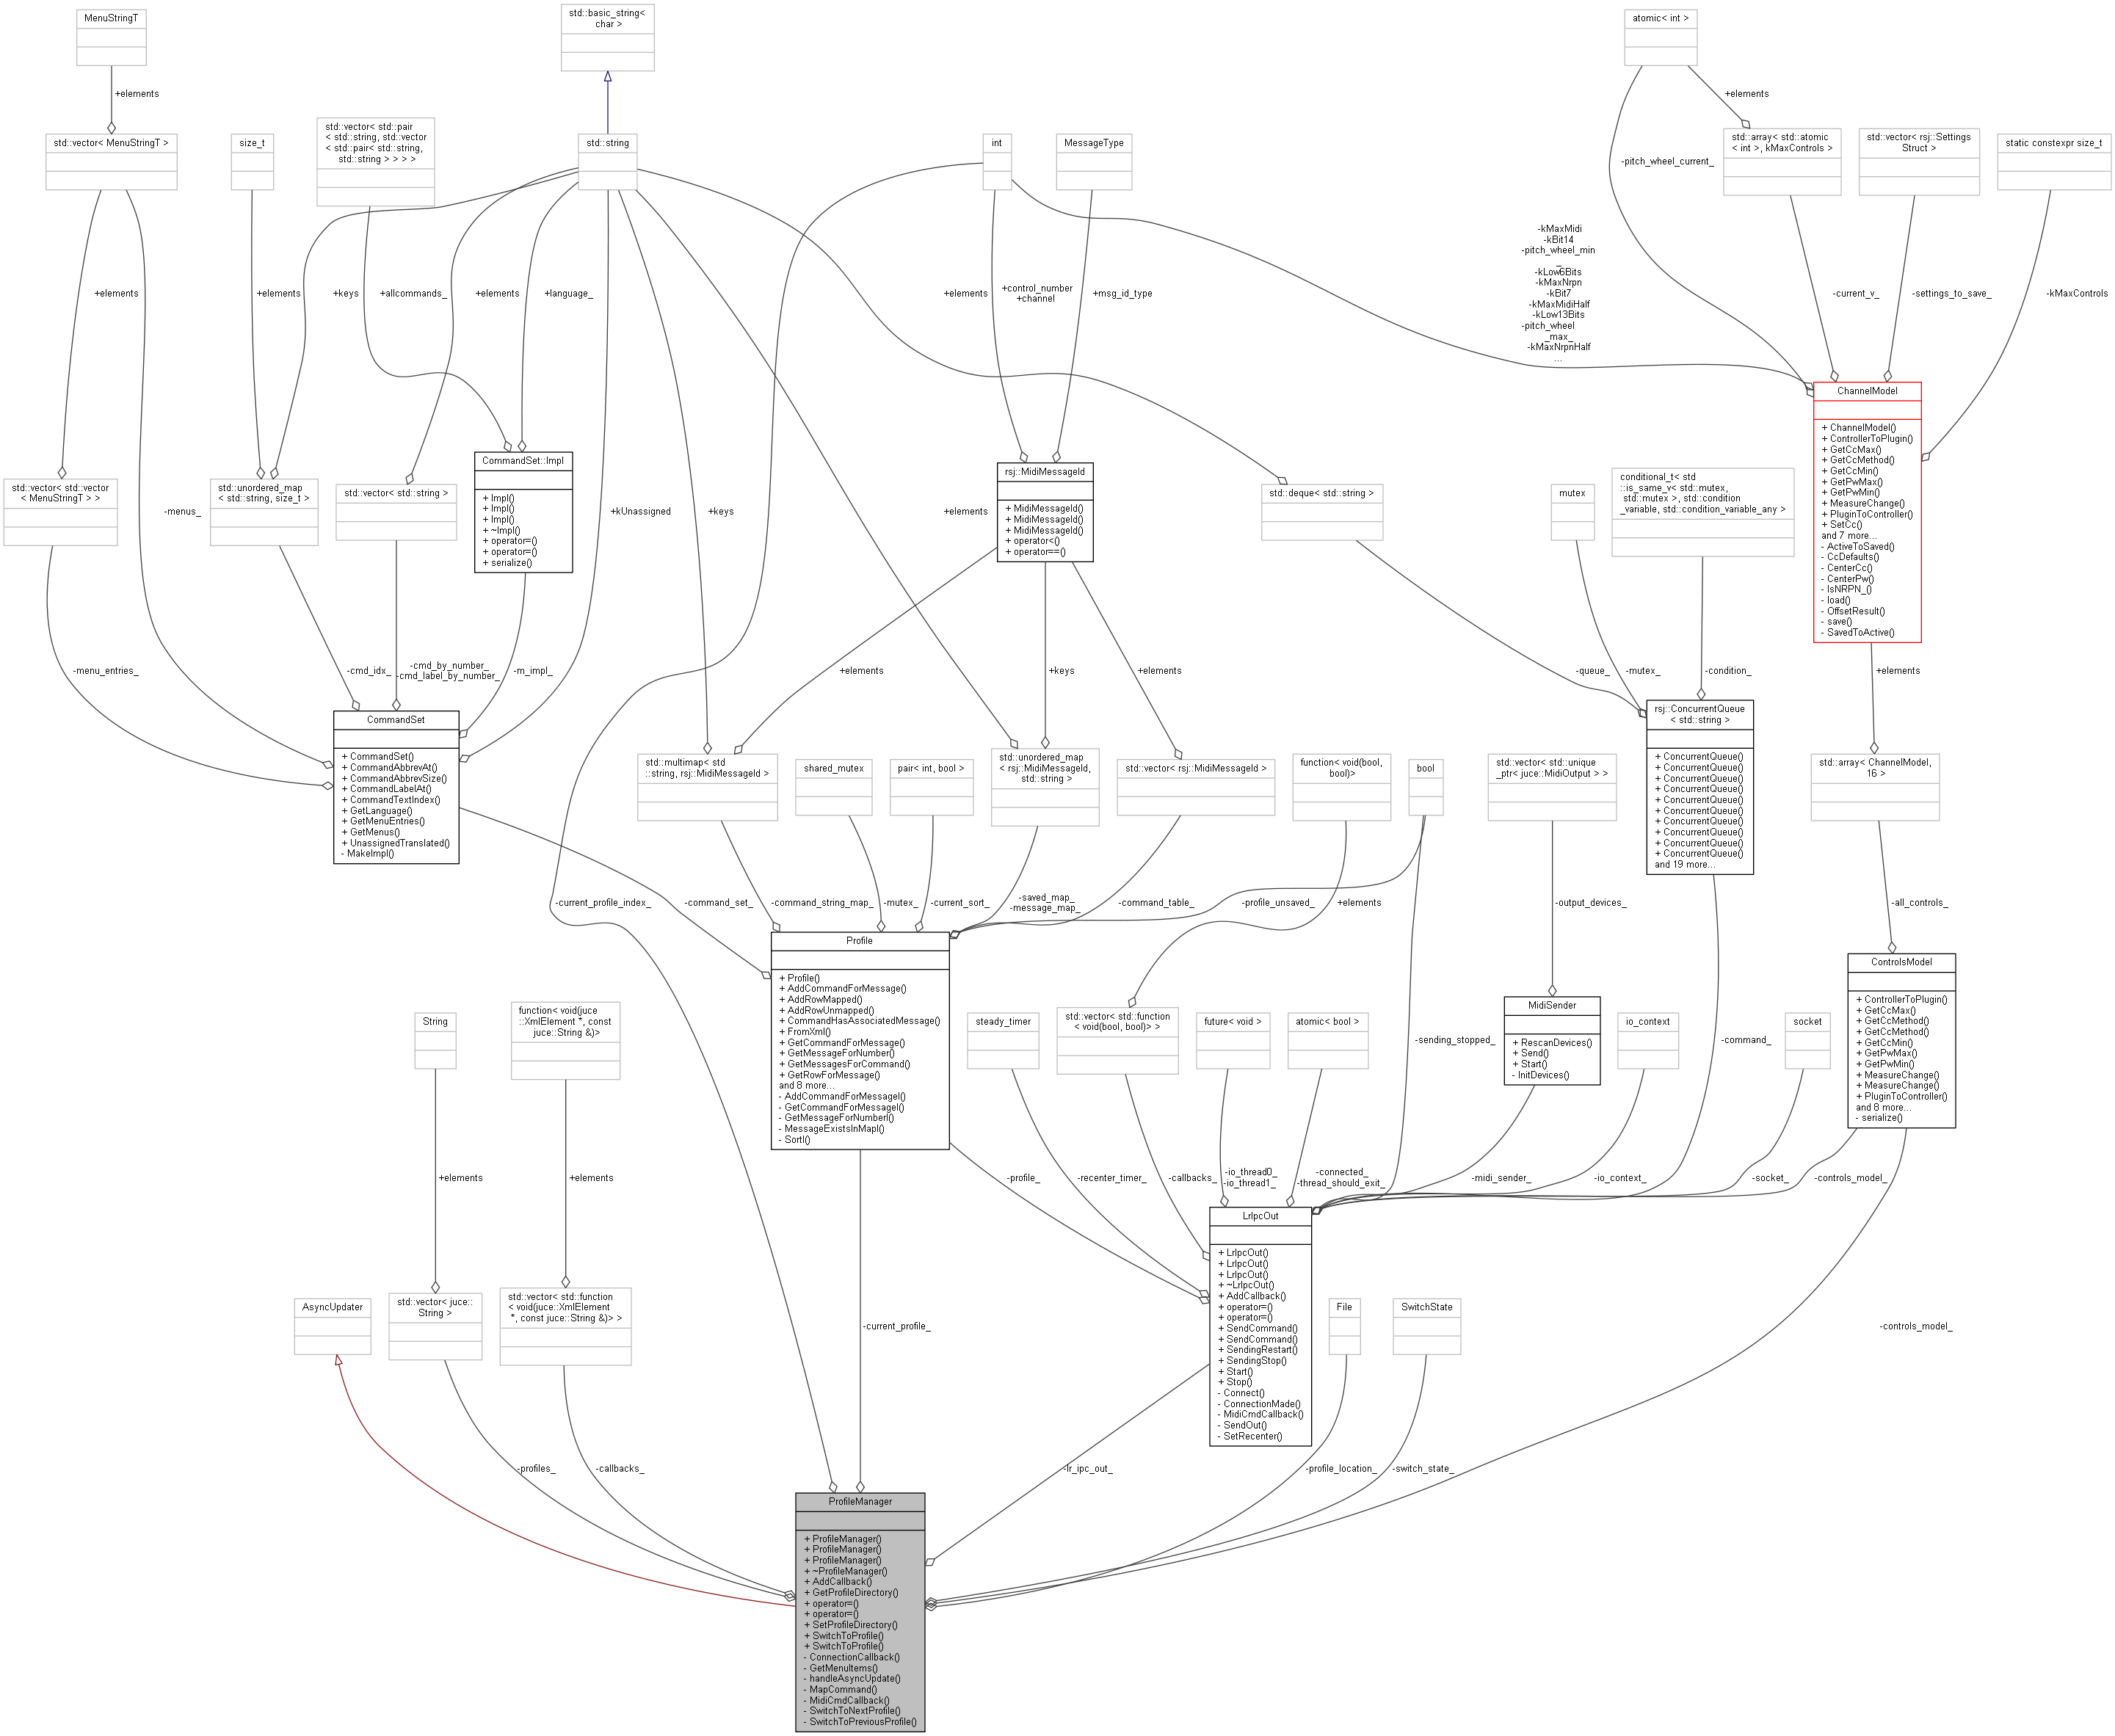 MenuStringT
std::basic_string<
char >
atomic< int >
+elements
+elements
std::vector< MenuStringT >
size_t
std::vector< std::pair
< std::string, std::vector
< std::pair< std::string,
std::string > > > >
std::string
int
MessageType
-pitch_wheel_current_
std::array< std::atomic
< int >, kMaxControls >
std::vector< rsj::Settings
Struct >
static constexpr size_t
+elements
+elements
+keys
+allcommands_
+elements
+language_
+elements
+control_number
+channel
+msg_id_type
-kMaxMidi
-kBit14
-pitch_wheel_min
_
-kLow6Bits
-kMaxNrpn
-kBit7
-kMaxMidiHalf
-kLow13Bits
-pitch_wheel
_max_
-kMaxNrpnHalf
...
-current_v_
-settings_to_save_
-kMaxControls
ChannelModel
+ ChannelModel()
+ ControllerToPlugin()
+ GetCcMax()
+ GetCcMethod()
+ GetCcMin()
+ GetPwMax()
+ GetPwMin()
+ MeasureChange()
+ PluginToController()
+ SetCc()
and 7 more...
- ActiveToSaved()
- CcDefaults()
- CenterCc()
- CenterPw()
- IsNRPN_()
- load()
- OffsetResult()
- save()
- SavedToActive()
std::vector< std::vector
< MenuStringT > >
-menus_
std::unordered_map
< std::string, size_t >
std::vector< std::string >
CommandSet::Impl
+ Impl()
+ Impl()
+ Impl()
+ ~Impl()
+ operator=()
+ operator=()
+ serialize()
+kUnassigned
+keys
+elements
rsj::MidiMessageId
+ MidiMessageId()
+ MidiMessageId()
+ MidiMessageId()
+ operator<()
+ operator==()
std::deque< std::string >
mutex
conditional_t< std
::is_same_v< std::mutex,
std::mutex >, std::condition
_variable, std::condition_variable_any >
-menu_entries_
-cmd_idx_
-cmd_by_number_
-cmd_label_by_number_
-m_impl_
+elements
+keys
+elements
-queue_
-mutex_
-condition_
+elements
CommandSet
+ CommandSet()
+ CommandAbbrevAt()
+ CommandAbbrevSize()
+ CommandLabelAt()
+ CommandTextIndex()
+ GetLanguage()
+ GetMenuEntries()
+ GetMenus()
+ UnassignedTranslated()
- MakeImpl()
std::multimap< std
::string, rsj::MidiMessageId >
shared_mutex
pair< int, bool >
std::unordered_map
< rsj::MidiMessageId,
std::string >
std::vector< rsj::MidiMessageId >
function< void(bool,
bool)>
bool
std::vector< std::unique
_ptr< juce::MidiOutput > >
rsj::ConcurrentQueue
< std::string >
+ ConcurrentQueue()
+ ConcurrentQueue()
+ ConcurrentQueue()
+ ConcurrentQueue()
+ ConcurrentQueue()
+ ConcurrentQueue()
+ ConcurrentQueue()
+ ConcurrentQueue()
+ ConcurrentQueue()
+ ConcurrentQueue()
and 19 more...
std::array< ChannelModel,
16 >
-current_profile_index_
-command_set_
-command_string_map_
-mutex_
-current_sort_
-saved_map_
-message_map_
-command_table_
-profile_unsaved_
+elements
-output_devices_
-all_controls_
Profile
+ Profile()
+ AddCommandForMessage()
+ AddRowMapped()
+ AddRowUnmapped()
+ CommandHasAssociatedMessage()
+ FromXml()
+ GetCommandForMessage()
+ GetMessageForNumber()
+ GetMessagesForCommand()
+ GetRowForMessage()
and 8 more...
- AddCommandForMessageI()
- GetCommandForMessageI()
- GetMessageForNumberI()
- MessageExistsInMapI()
- SortI()
ControlsModel
+ ControllerToPlugin()
+ GetCcMax()
+ GetCcMethod()
+ GetCcMethod()
+ GetCcMin()
+ GetPwMax()
+ GetPwMin()
+ MeasureChange()
+ MeasureChange()
+ PluginToController()
and 8 more...
- serialize()
String
function< void(juce
::XmlElement *, const
juce::String &)>
steady_timer
std::vector< std::function
< void(bool, bool)> >
future< void >
atomic< bool >
-sending_stopped_
MidiSender
+ RescanDevices()
+ Send()
+ Start()
- InitDevices()
io_context
-command_
socket
+elements
+elements
-profile_
-recenter_timer_
-callbacks_
-io_thread0_
-io_thread1_
-connected_
-thread_should_exit_
-midi_sender_
-io_context_
-socket_
-controls_model_
LrIpcOut
+ LrIpcOut()
+ LrIpcOut()
+ LrIpcOut()
+ ~LrIpcOut()
+ AddCallback()
+ operator=()
+ operator=()
+ SendCommand()
+ SendCommand()
+ SendingRestart()
+ SendingStop()
+ Start()
+ Stop()
- Connect()
- ConnectionMade()
- MidiCmdCallback()
- SendOut()
- SetRecenter()
AsyncUpdater
std::vector< juce::
String >
std::vector< std::function
< void(juce::XmlElement
*, const juce::String &)> >
-current_profile_
File
SwitchState
-controls_model_
-profiles_
-callbacks_
-lr_ipc_out_
-profile_location_
-switch_state_
ProfileManager
+ ProfileManager()
+ ProfileManager()
+ ProfileManager()
+ ~ProfileManager()
+ AddCallback()
+ GetProfileDirectory()
+ operator=()
+ operator=()
+ SetProfileDirectory()
+ SwitchToProfile()
+ SwitchToProfile()
- ConnectionCallback()
- GetMenuItems()
- handleAsyncUpdate()
- MapCommand()
- MidiCmdCallback()
- SwitchToNextProfile()
- SwitchToPreviousProfile()